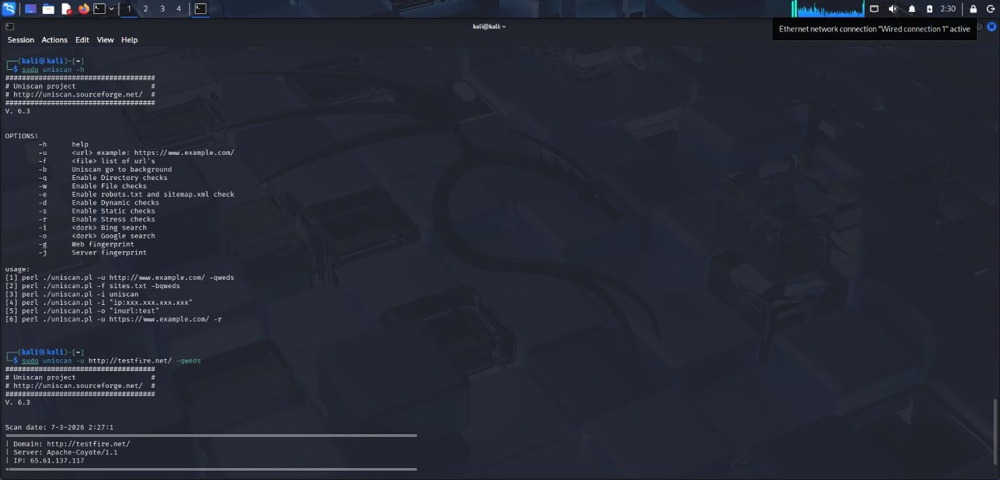 1 2 3 4 2:30
kali@kali: ~
Ethernet network connection “Wired connection 1” active
Session Actions Edit View Help
┌──(kali㉿kali)-[~]
└─$ sudo uniscan -h
####################################
# Uniscan project                  #
# http://uniscan.sourceforge.net/  #
####################################
V. 6.3
OPTIONS:
-h help
-u <url> example: https://www.example.com/
-f <file> list of url's
-b Uniscan go to background
-q Enable Directory checks
-w Enable File checks
-e Enable robots.txt and sitemap.xml check
-d Enable Dynamic checks
-s Enable Static checks
-r Enable Stress checks
-i <dork> Bing search
-o <dork> Google search
-g Web fingerprint
-j Server fingerprint
usage:
[1] perl ./uniscan.pl -u http://www.example.com/ -qweds
[2] perl ./uniscan.pl -f sites.txt -bqweds
[3] perl ./uniscan.pl -i uniscan
[4] perl ./uniscan.pl -i "ip:xxx.xxx.xxx.xxx"
[5] perl ./uniscan.pl -o "inurl:test"
[6] perl ./uniscan.pl -u https://www.example.com/ -r
┌──(kali㉿kali)-[~]
└─$ sudo uniscan -u http://testfire.net/ -qweds
####################################
# Uniscan project                  #
# http://uniscan.sourceforge.net/  #
####################################
V. 6.3
Scan date: 7-3-2026 2:27:1
| Domain: http://testfire.net/
| Server: Apache-Coyote/1.1
| IP: 65.61.137.117